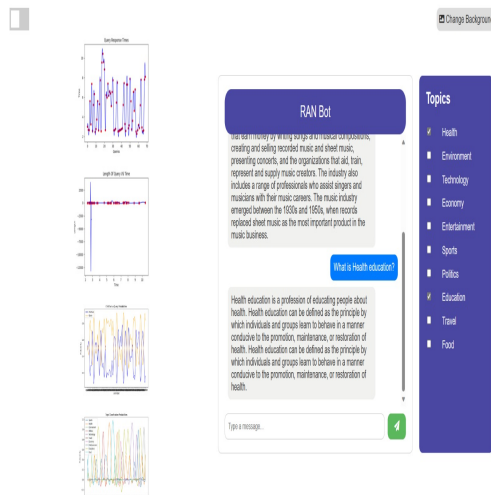 Change Background
Query Response Times
Length Of Query VS Time
Time
RAN Bot
that earn money by writing songs and musical compositions,
creating and selling recorded music and sheet music,
presenting concerts, and the organizations that aid, train,
represent and supply music creators. The industry also
includes a range of professionals who assist singers and
musicians with their music careers. The music industry
emerged between the 1930s and 1950s, when records
replaced sheet music as the most important product in the
music business.
What is Health education?
Health education is a profession of educating people about
health. Health education can be defined as the principle by
which individuals and groups learn to behave in a manner
conducive to the promotion, maintenance, or restoration of
health. Health education can be defined as the principle by
which individuals and groups learn to behave in a manner
conducive to the promotion, maintenance, or restoration of
health.
Type a message...
Topics
Health
Environment
Technology
Economy
Entertainment
Sports
Politics
Education
Travel
Food